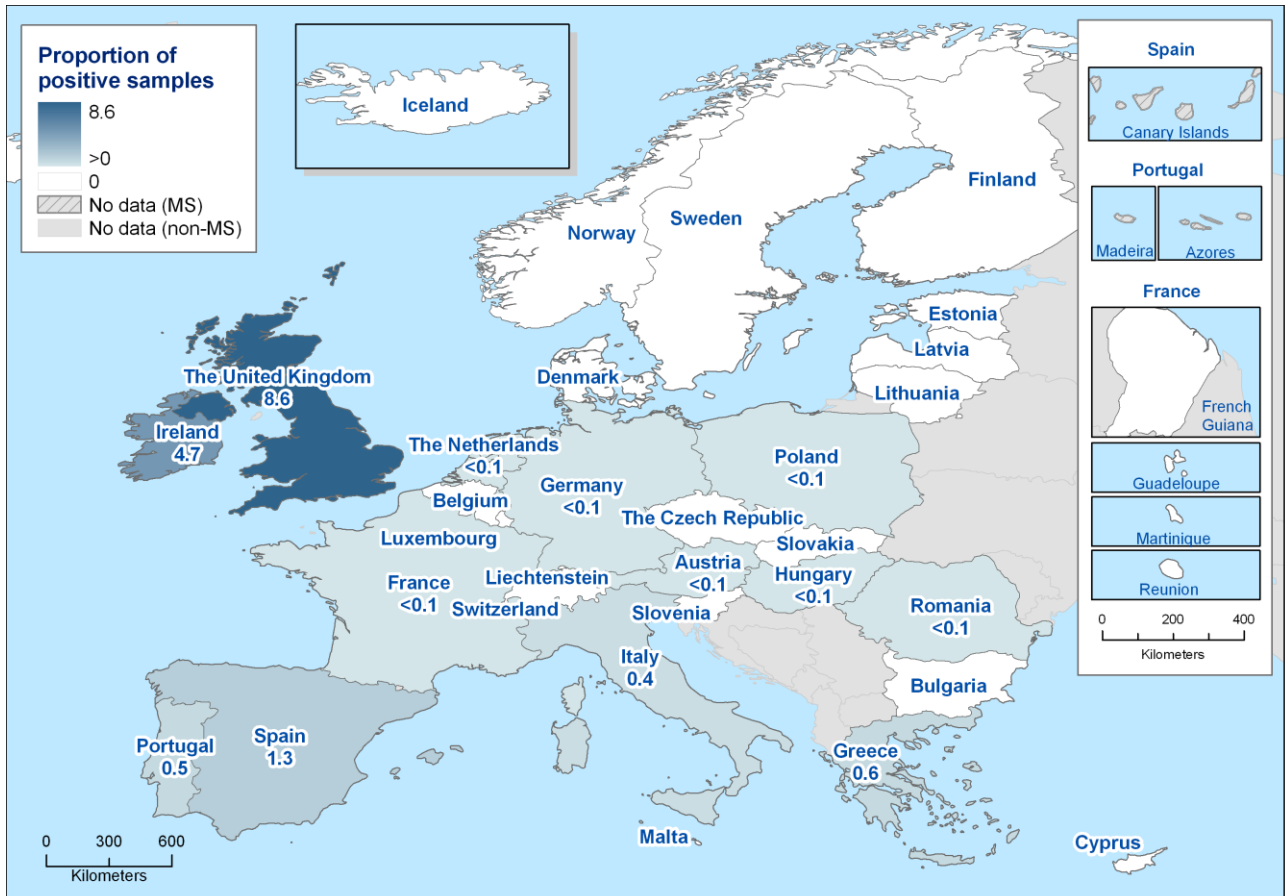 Proportion of
positive samples
8.6
>0
0
No data (MS)
No data (non-MS)
Iceland
Spain
Canary Islands
Portugal
Madeira
Azores
France
French
Guiana
Guadeloupe
Martinique
Reunion
0 200 400
Kilometers
Finland
Sweden
Norway
Estonia
Latvia
Lithuania
Denmark
The United Kingdom
8.6
Ireland
4.7
The Netherlands
<0.1
Belgium
Germany
<0.1
Poland
<0.1
The Czech Republic
Slovakia
Luxembourg
France
<0.1
Liechtenstein
Switzerland
Austria
<0.1
Hungary
<0.1
Slovenia
Romania
<0.1
Italy
0.4
Bulgaria
Portugal
0.5
Spain
1.3
Greece
0.6
Malta
Cyprus
0 300 600
Kilometers